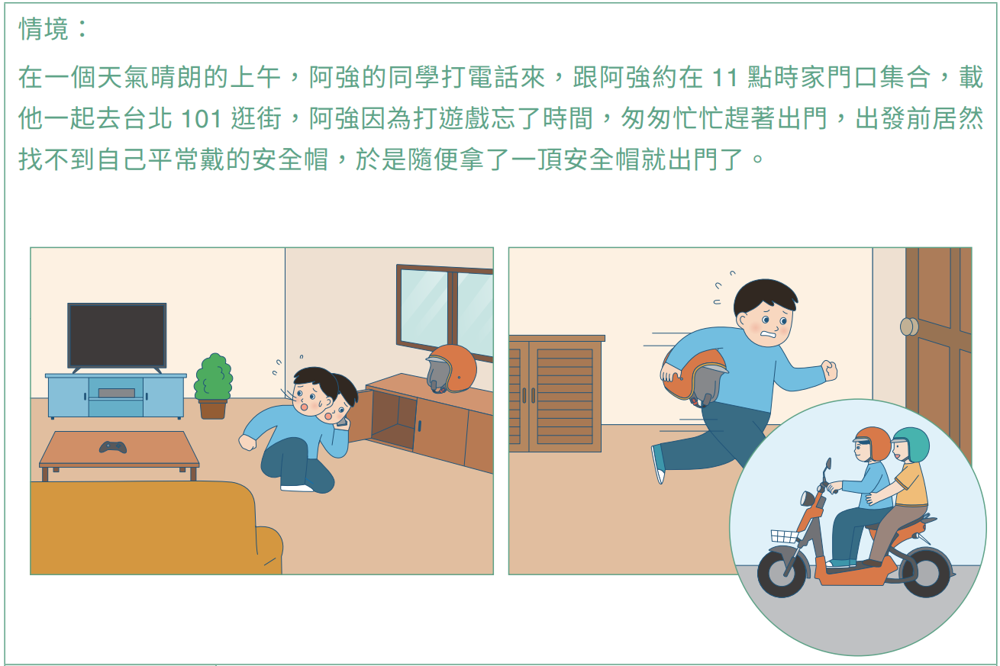 情境：
在一個天氣晴朗的上午，阿強的同學打電話來，跟阿強約在 11 點時家門口集合，載
他一起去台北 101 逛街，阿強因為打遊戲忘了時間，匆匆忙忙趕著出門，出發前居然
找不到自己平常戴的安全帽，於是隨便拿了一頂安全帽就出門了。